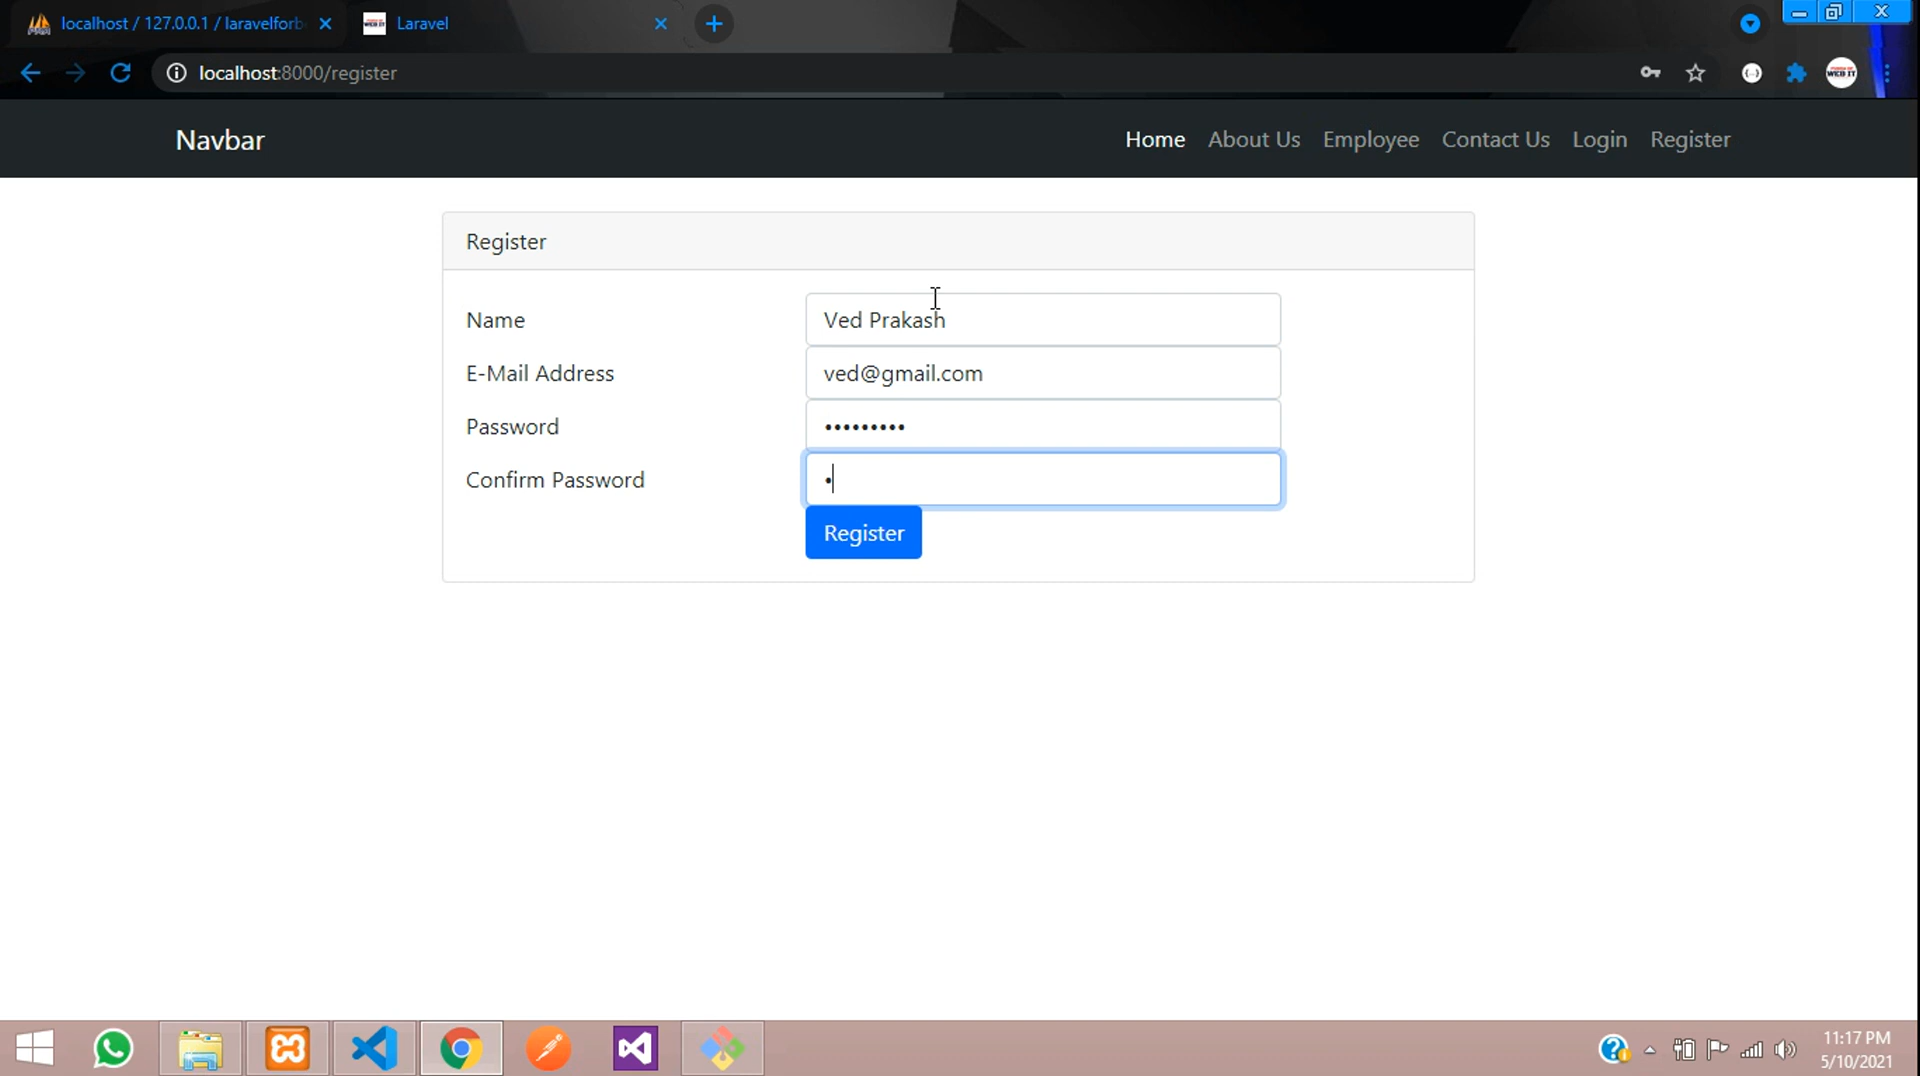 localhost / 127.0.0.1 / laravelforb
Laravel
localhost:8000/register
WEB IT
Navbar
Home
About Us
Employee
Contact Us
Login
Register
Register
Name
Ved Prakash
E-Mail Address
ved@gmail.com
Password
•••••••••
Confirm Password
•
Register
11:17 PM
5/10/2021